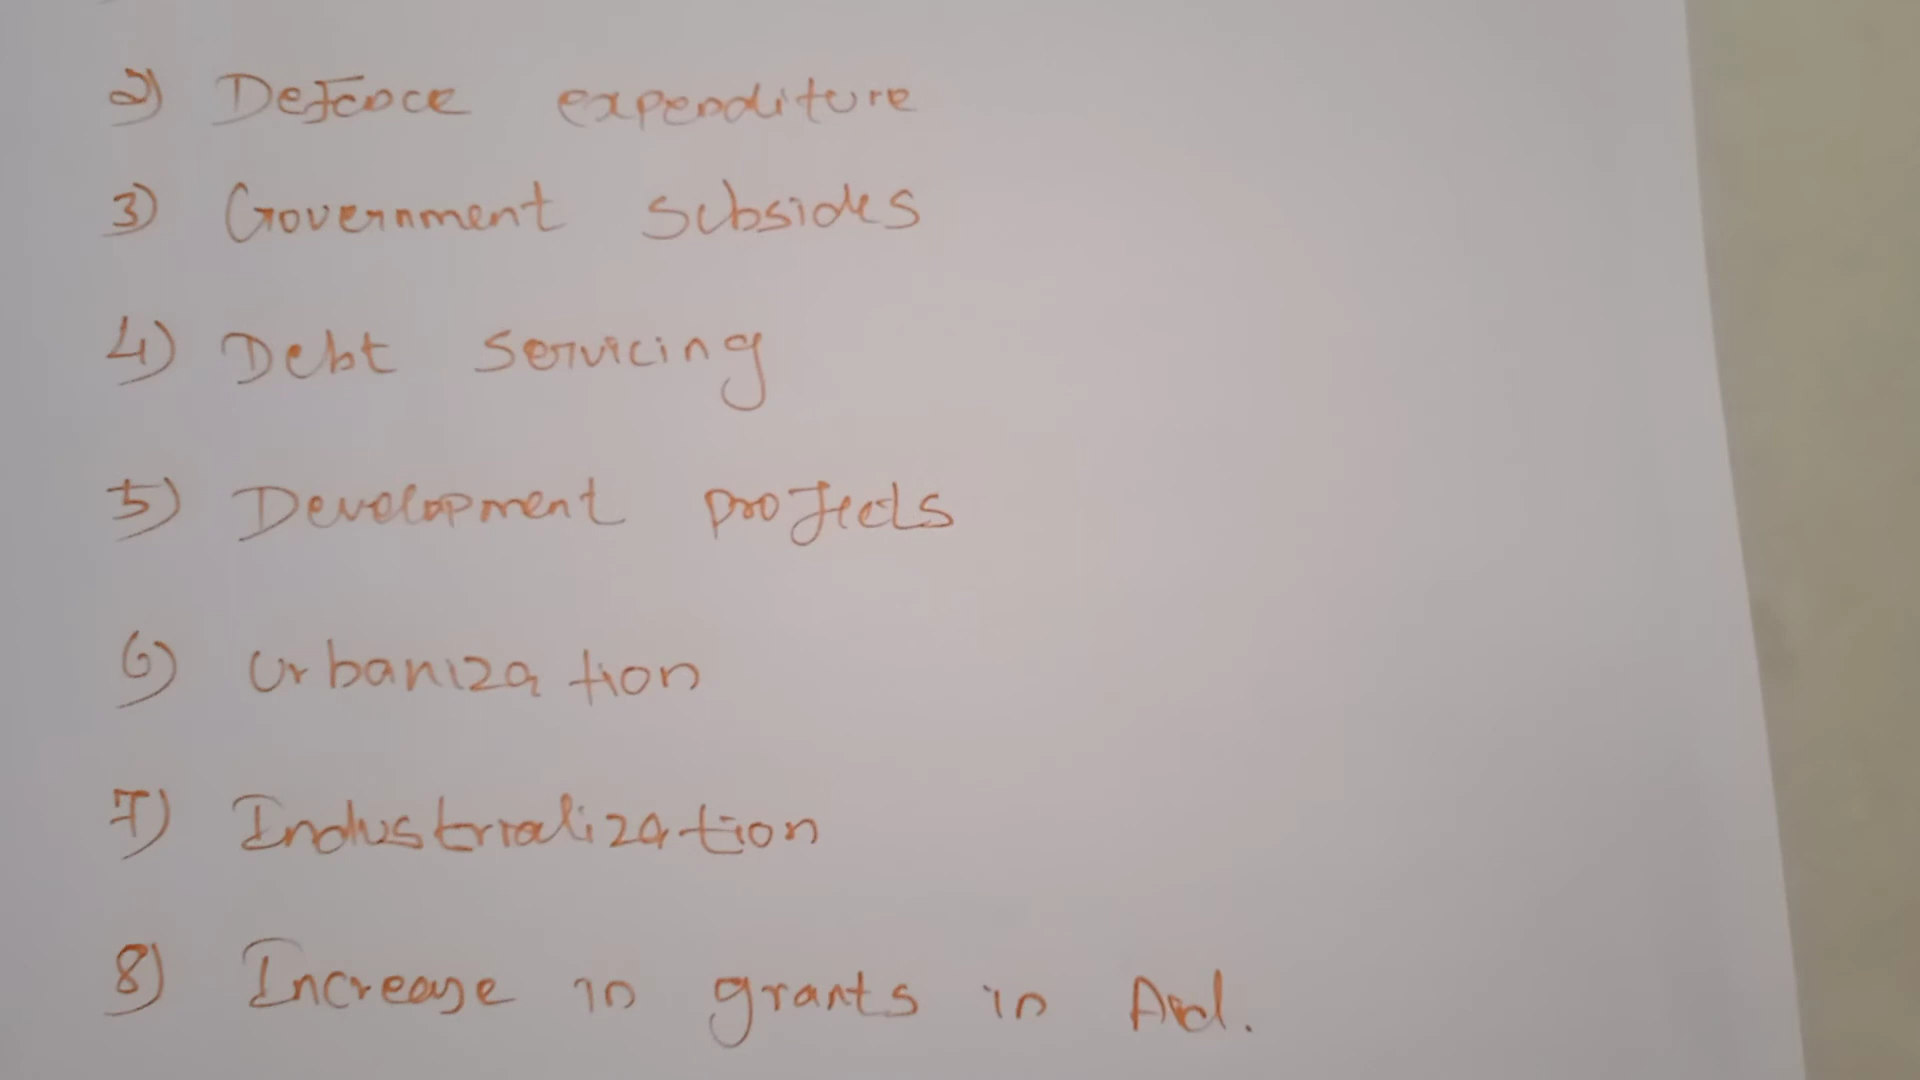 2) Defence expenditure
3) Government Subsides
4) Debt Servicing
5) Development projects
6) Urbanization
7) Industrialization
8) Increase in grants in Aid.